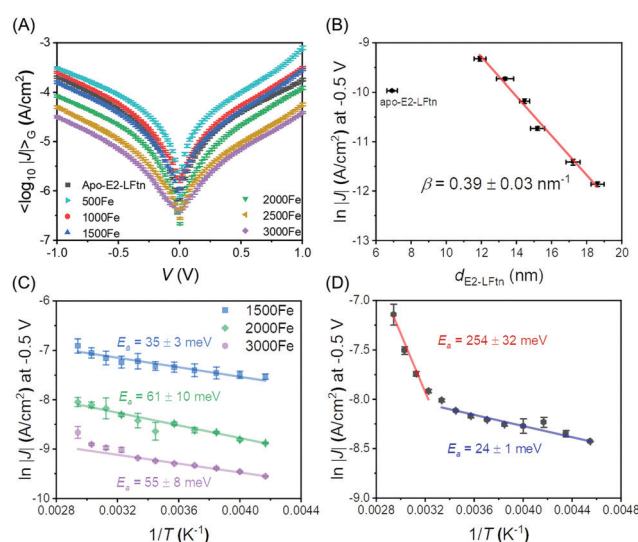 (A)
<log₁₀ |J|>G (A/cm²)
-3
-4
-5
-6
-7
Apo-E2-LFtn
500Fe
1000Fe
1500Fe
2000Fe
2500Fe
3000Fe
-1.0 -0.5 0.0 0.5 1.0
V (V)
(B)
ln |J| (A/cm²) at -0.5 V
-9
-10
-11
-12
-13
apo-E2-LFtn
β = 0.39 ± 0.03 nm⁻¹
6 8 10 12 14 16 18 20
dE2-LFtn (nm)
(C)
ln |J| (A/cm²) at -0.5 V
-6
-7
-8
-9
-10
1500Fe
2000Fe
3000Fe
Ea = 35 ± 3 meV
Ea = 61 ± 10 meV
Ea = 55 ± 8 meV
0.0028 0.0032 0.0036 0.0040 0.0044
1/T (K⁻¹)
(D)
ln |J| (A/cm²) at -0.5 V
-7.0
-7.5
-8.0
-8.5
-9.0
Ea = 254 ± 32 meV
Ea = 24 ± 1 meV
0.0028 0.0032 0.0036 0.0040 0.0044 0.0048
1/T (K⁻¹)